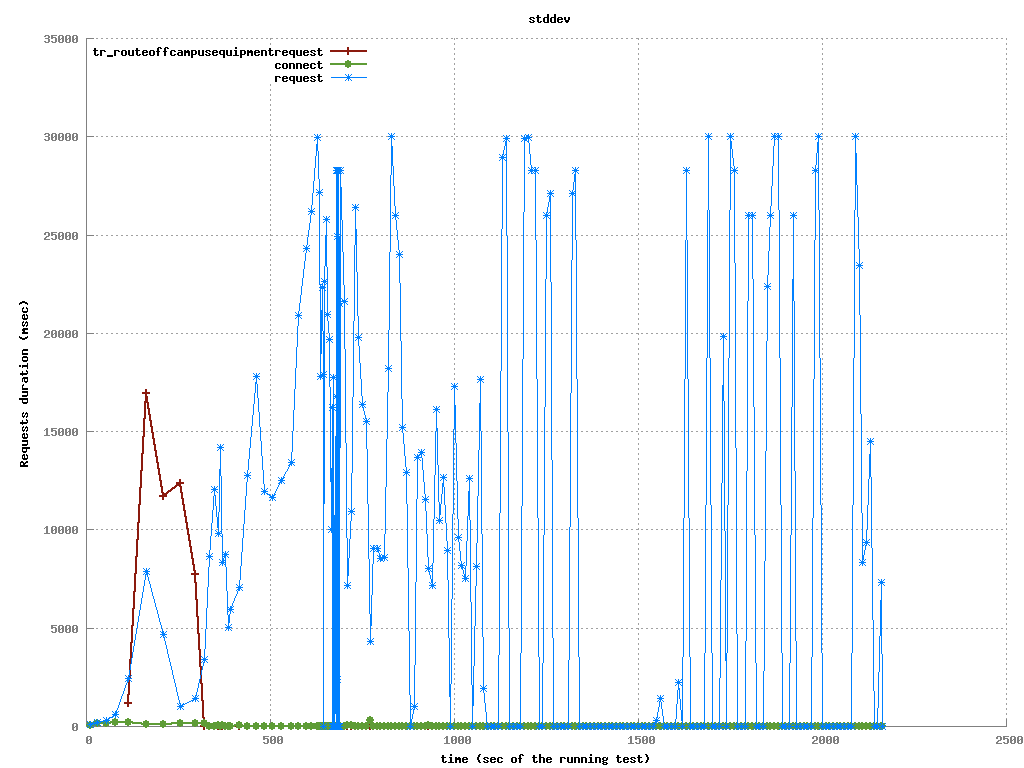 stddev
35000
tr_routeoffcampusequipmentrequest
connect
request
30000
25000
20000
15000
10000
5000
0
Requests duration (msec)
0 500 1000 1500 2000 2500
time (sec of the running test)